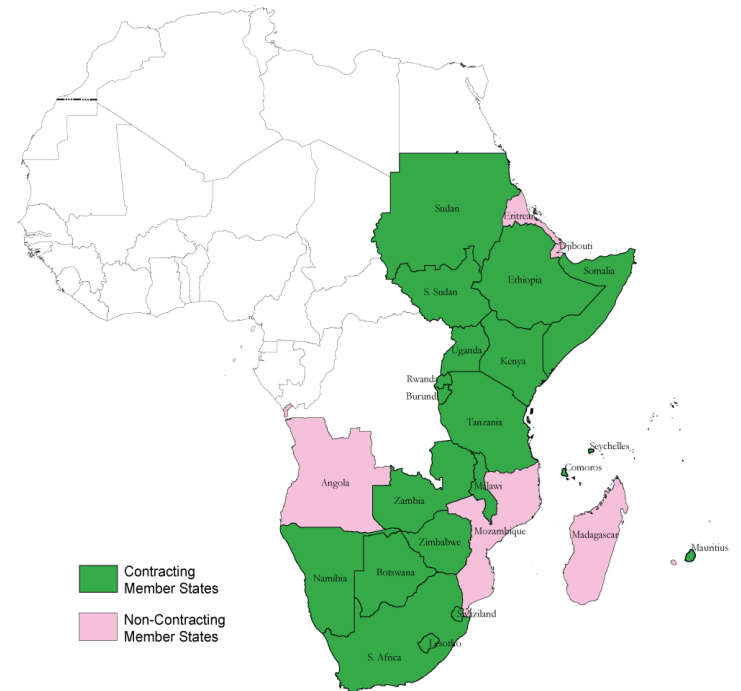 Sudan
Eritrea
Djibouti
Ethiopia
Somalia
S. Sudan
Uganda
Kenya
Rwanda
Burundi
Tanzania
Seychelles
Comoros
Angola
Malawi
Zambia
Mozambique
Madagascar
Zimbabwe
Mauritius
Namibia
Botswana
Swaziland
Lesotho
S. Africa
Contracting
Member States
Non-Contracting
Member States